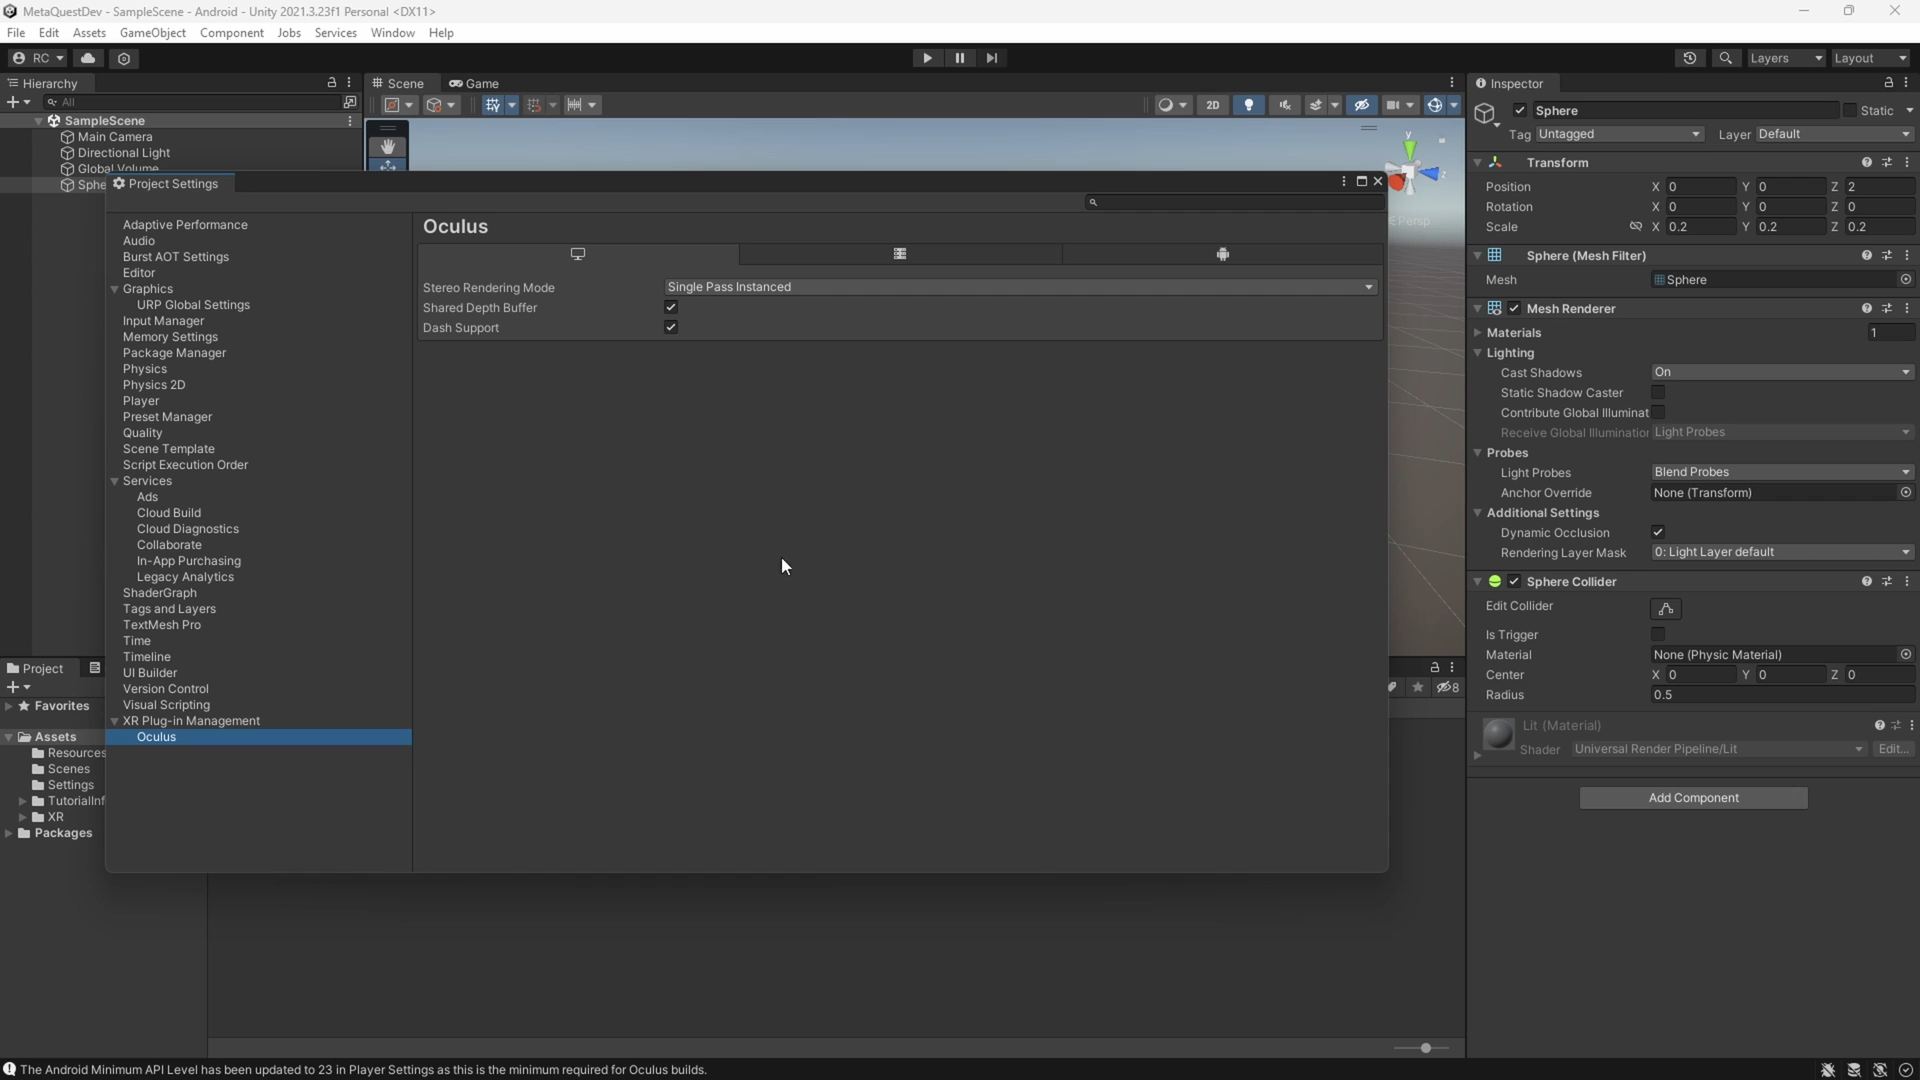 MetaQuestDev - SampleScene - Android - Unity 2021.3.23f1 Personal <DX11>
File Edit Assets GameObject Component Jobs Services Window Help
RC Layers Layout
Hierarchy
All
SampleScene
Main Camera
Directional Light
Global Volume
Sphe
Scene Game
2D
y
z
Persp
Project Settings
Adaptive Performance
Audio
Burst AOT Settings
Editor
Graphics
URP Global Settings
Input Manager
Memory Settings
Package Manager
Physics
Physics 2D
Player
Preset Manager
Quality
Scene Template
Script Execution Order
Services
Ads
Cloud Build
Cloud Diagnostics
Collaborate
In-App Purchasing
Legacy Analytics
ShaderGraph
Tags and Layers
TextMesh Pro
Time
Timeline
UI Builder
Version Control
Visual Scripting
XR Plug-in Management
Oculus
Oculus
Stereo Rendering Mode Single Pass Instanced
Shared Depth Buffer
Dash Support
Project
Favorites
Assets
Resources
Scenes
Settings
TutorialInf
XR
Packages
8
Inspector
Sphere Static
Tag Untagged Layer Default
Transform
Position X 0 Y 0 Z 2
Rotation X 0 Y 0 Z 0
Scale X 0.2 Y 0.2 Z 0.2
Sphere (Mesh Filter)
Mesh Sphere
Mesh Renderer
Materials 1
Lighting
Cast Shadows On
Static Shadow Caster
Contribute Global Illuminat
Receive Global Illumination Light Probes
Probes
Light Probes Blend Probes
Anchor Override None (Transform)
Additional Settings
Dynamic Occlusion
Rendering Layer Mask 0: Light Layer default
Sphere Collider
Edit Collider
Is Trigger
Material None (Physic Material)
Center X 0 Y 0 Z 0
Radius 0.5
Lit (Material)
Shader Universal Render Pipeline/Lit Edit...
Add Component
The Android Minimum API Level has been updated to 23 in Player Settings as this is the minimum required for Oculus builds.